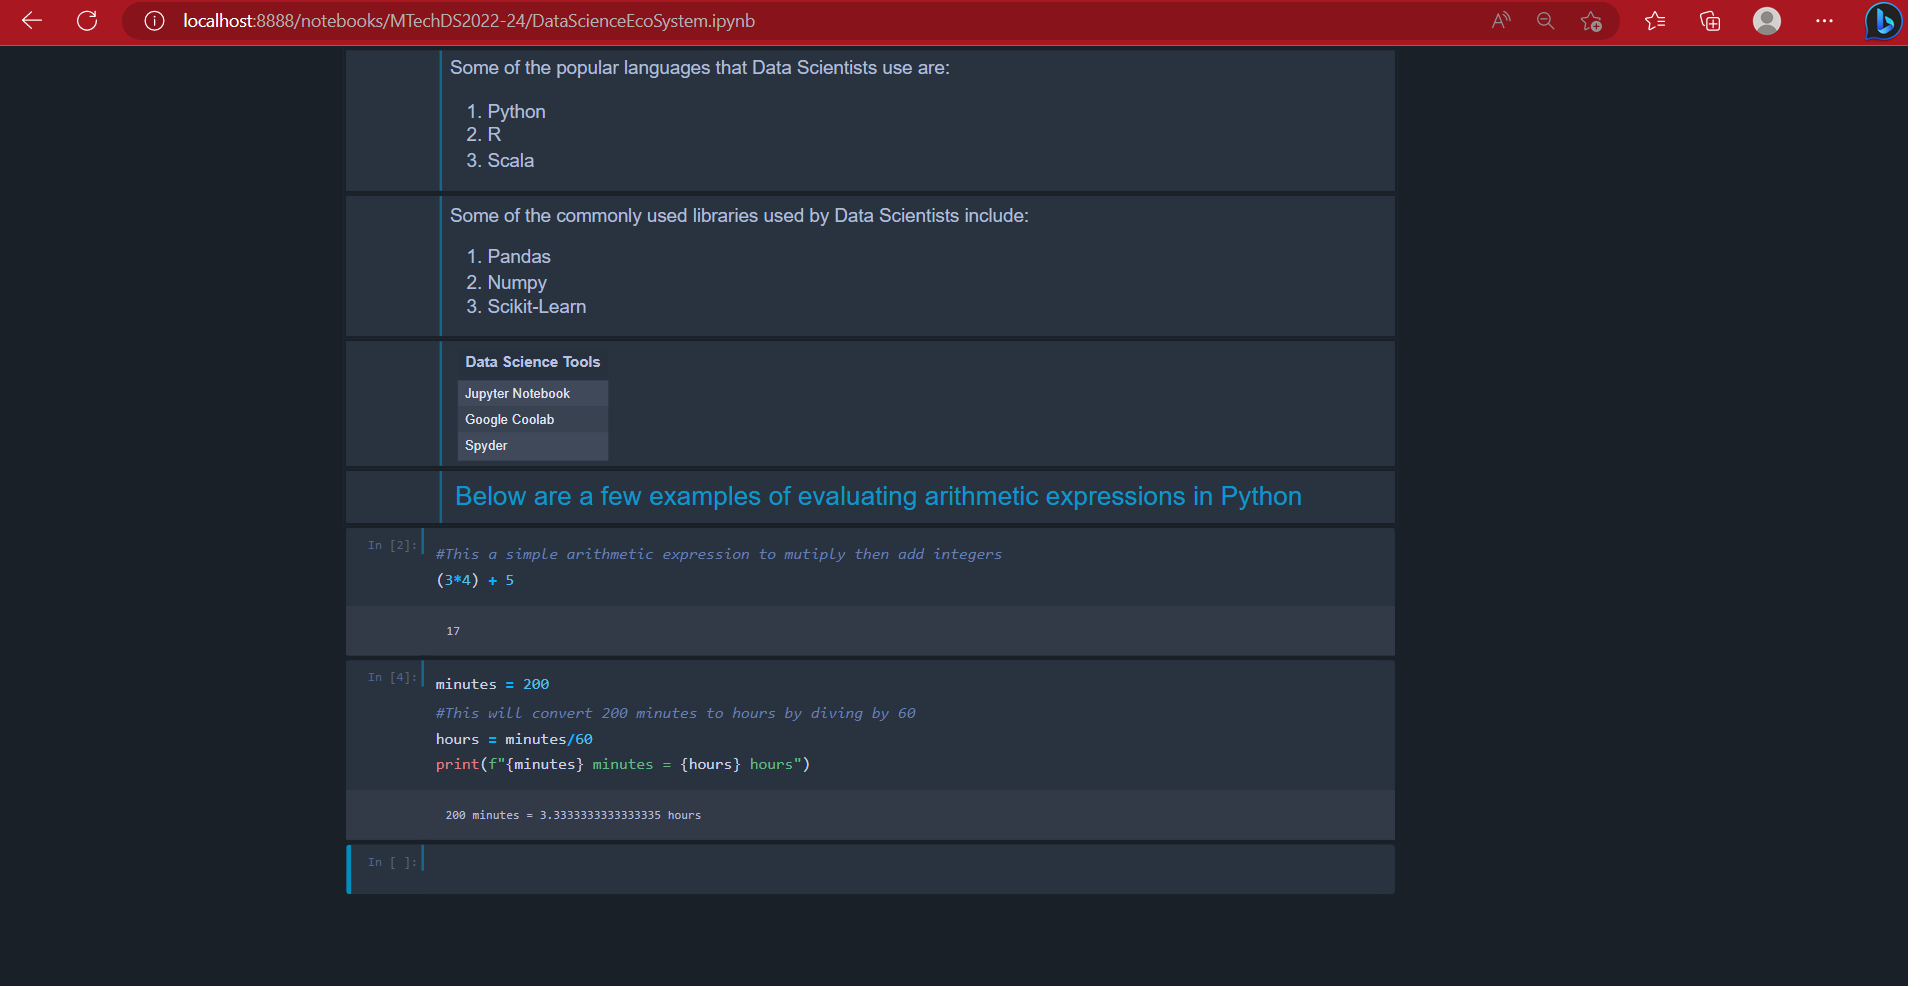 localhost:8888/notebooks/MTechDS2022-24/DataScienceEcoSystem.ipynb
Some of the popular languages that Data Scientists use are:
1. Python
2. R
3. Scala
Some of the commonly used libraries used by Data Scientists include:
1. Pandas
2. Numpy
3. Scikit-Learn
Data Science Tools
Jupyter Notebook
Google Coolab
Spyder
Below are a few examples of evaluating arithmetic expressions in Python
In [2]:
#This a simple arithmetic expression to mutiply then add integers
(3*4) + 5
17
In [4]:
minutes = 200
#This will convert 200 minutes to hours by diving by 60
hours = minutes/60
print(f"{minutes} minutes = {hours} hours")
200 minutes = 3.3333333333333335 hours
In [ ]: